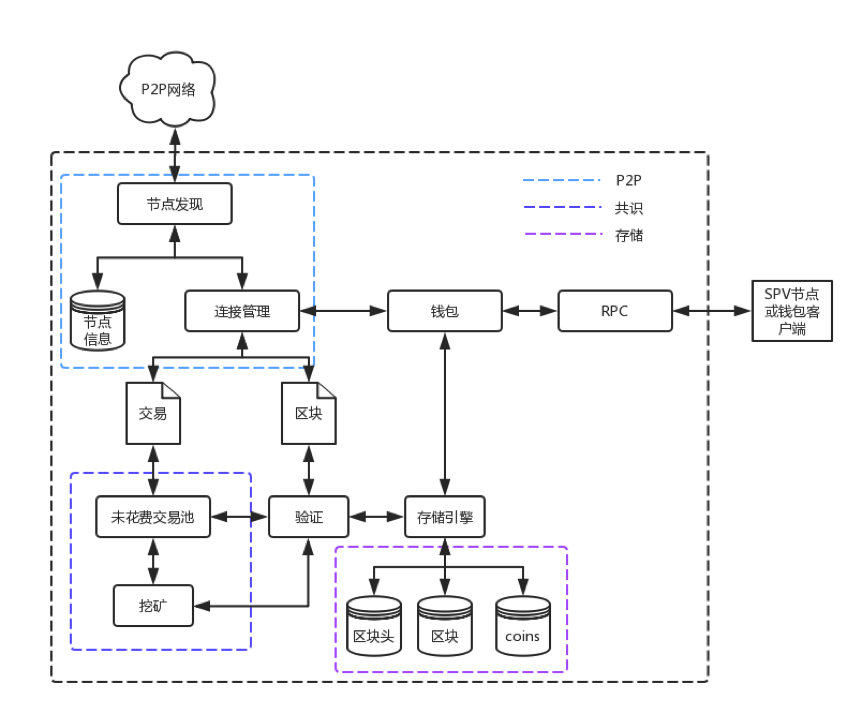 P2P网络
P2P
共识
存储
节点发现
节点
信息
连接管理
钱包
RPC
SPV节点
或钱包客
户端
交易
区块
未花费交易池
验证
存储引擎
挖矿
区块头
区块
coins